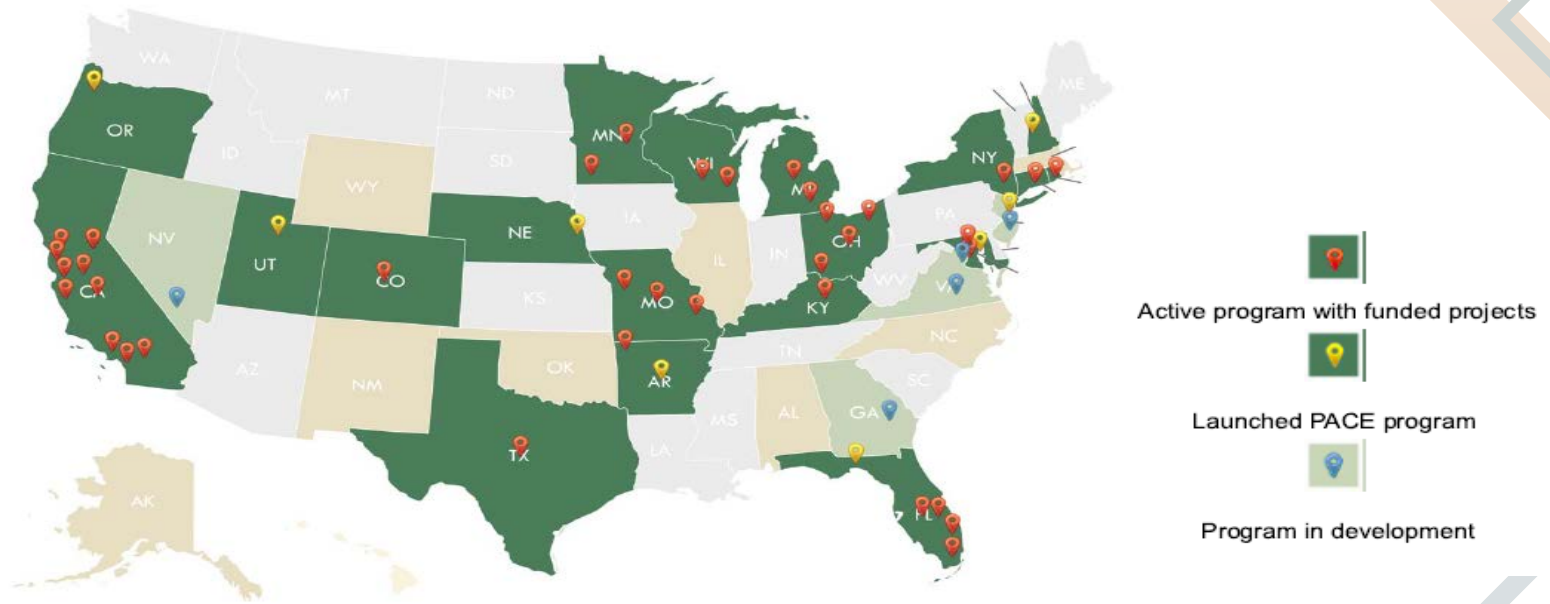 WA
MT
ND
MN
ME
OR
ID
SD
WI
MI
NY
WY
IA
PA
NE
NV
IL
IN
OH
UT
CO
WV
VA
CA
KS
MO
KY
NC
TN
AZ
NM
OK
AR
SC
MS
AL
GA
TX
LA
FL
AK
Active program with funded projects
Launched PACE program
Program in development